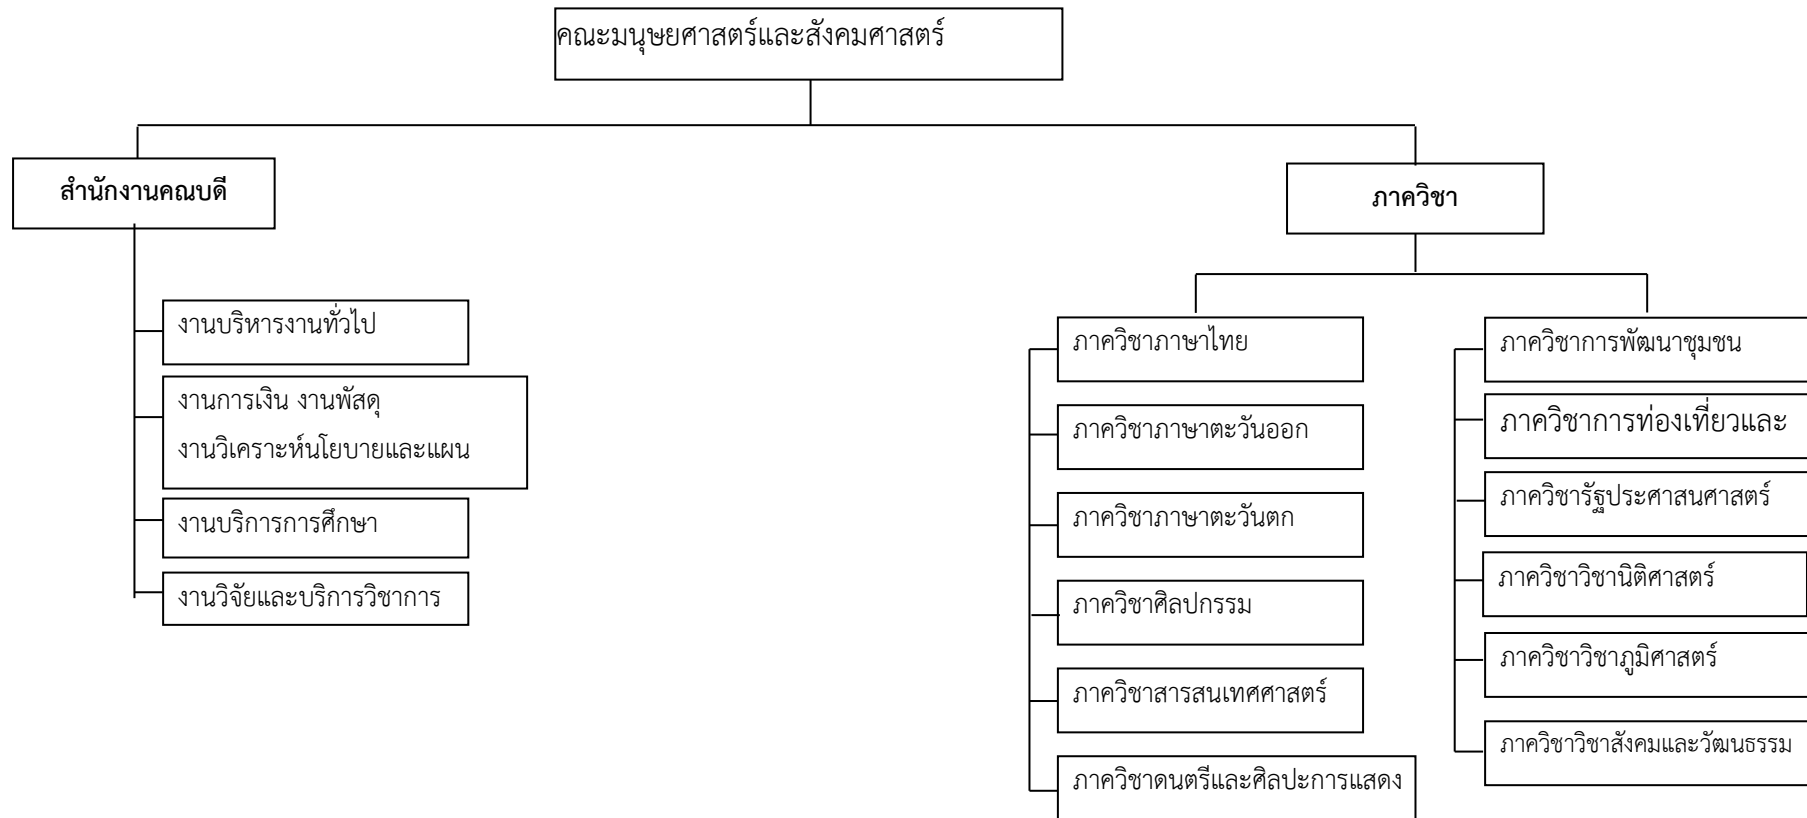 คณะมนุษยศาสตร์และสังคมศาสตร์
สำนักงานคณบดี
ภาควิชา
งานบริหารงานทั่วไป
งานการเงิน งานพัสดุ
งานวิเคราะห์นโยบายและแผน
งานบริการการศึกษา
งานวิจัยและบริการวิชาการ
ภาควิชาภาษาไทย
ภาควิชาภาษาตะวันออก
ภาควิชาภาษาตะวันตก
ภาควิชาศิลปกรรม
ภาควิชาสารสนเทศศาสตร์
ภาควิชาดนตรีและศิลปะการแสดง
ภาควิชาการพัฒนาชุมชน
ภาควิชาการท่องเที่ยวและ
ภาควิชารัฐประศาสนศาสตร์
ภาควิชาวิชานิติศาสตร์
ภาควิชาวิชาภูมิศาสตร์
ภาควิชาวิชาสังคมและวัฒนธรรม